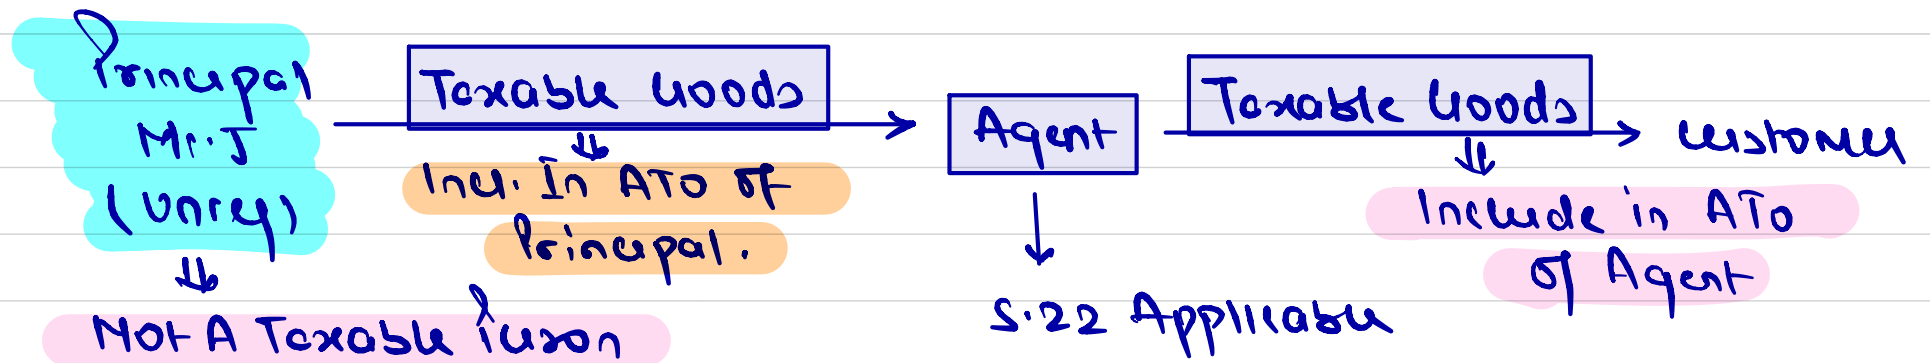 Principal
Mr. J
(Unreg)
Not A Taxable Person
Taxable Goods
Incl. In ATO of
Principal.
Agent
S.22 Applicable
Taxable Goods
Include in ATO
of Agent
customer